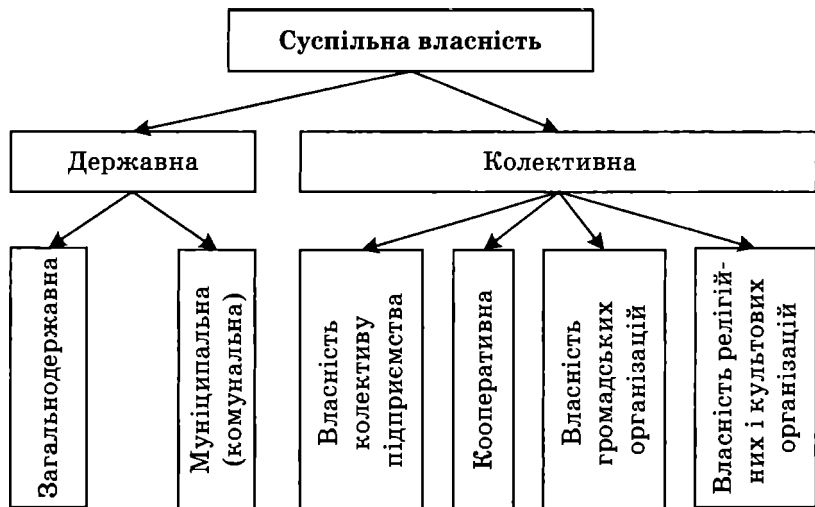 Суспільна власність
Державна
Колективна
Загальнодержавна
Муніципальна
(комунальна)
Власність
колективу
підприємства
Кооперативна
Власність
громадських
організацій
Власність релігій-
них і культових
організацій